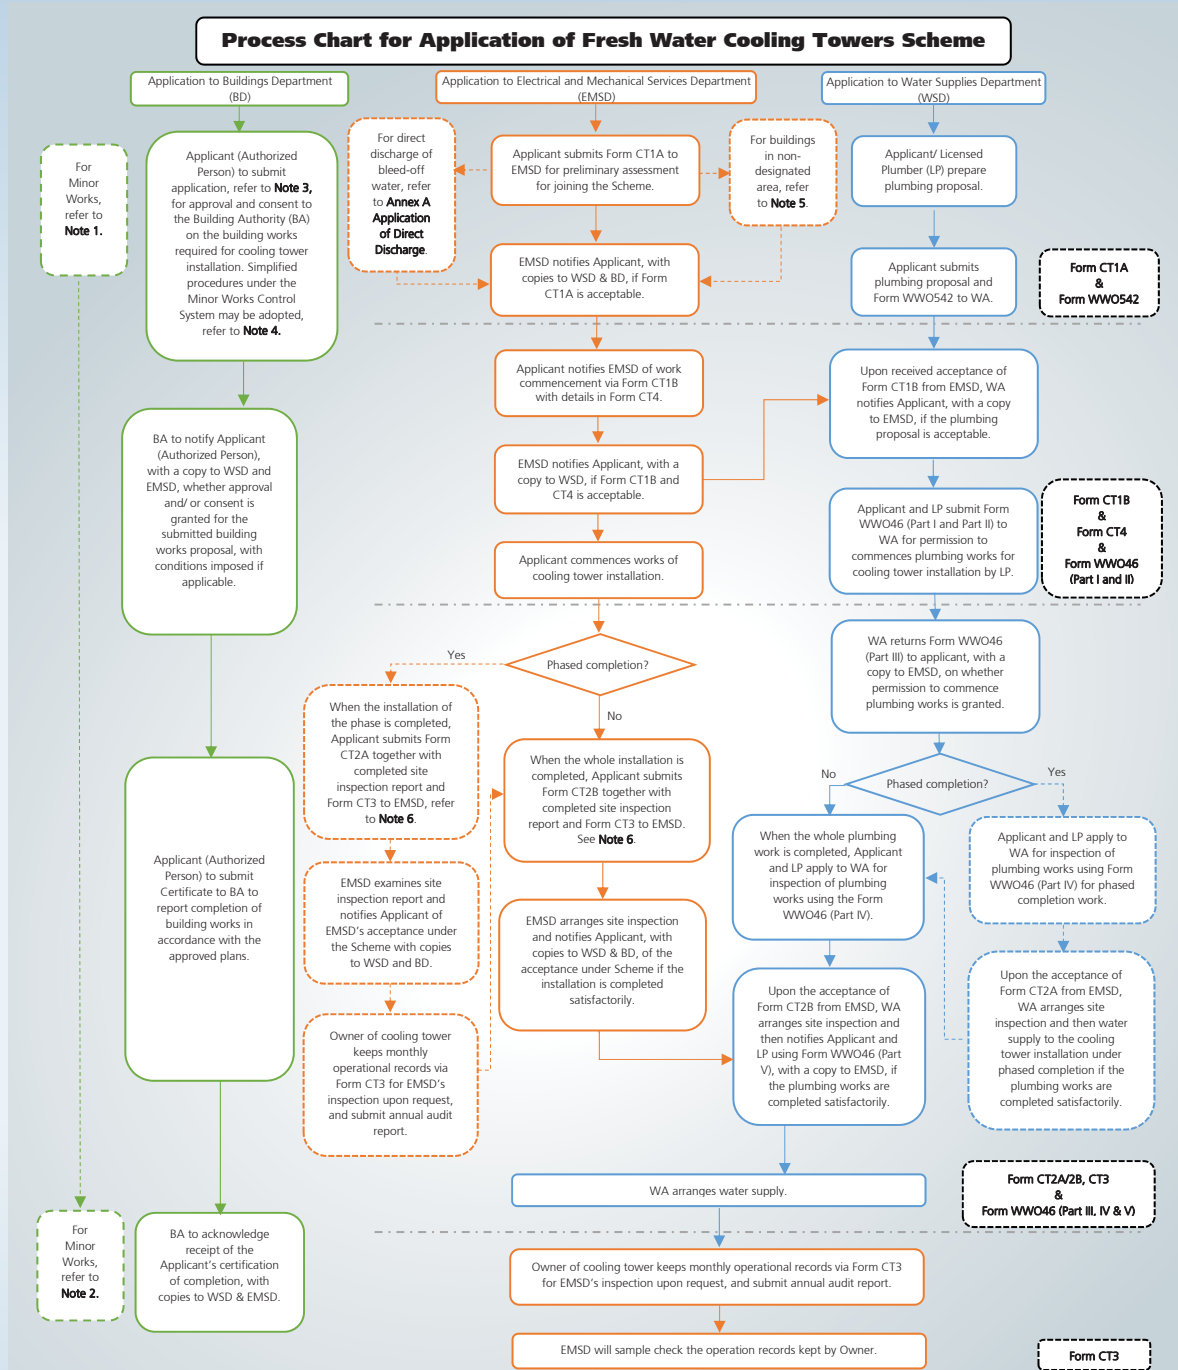 Process Chart for Application of Fresh Water Cooling Towers Scheme
Application to Buildings Department
(BD)
Application to Electrical and Mechanical Services Department
(EMSD)
Application to Water Supplies Department
(WSD)
For
Minor
Works,
refer to
Note 1.
Applicant (Authorized
Person) to submit
application, refer to Note 3,
for approval and consent to
the Building Authority (BA)
on the building works
required for cooling tower
installation. Simplified
procedures under the
Minor Works Control
System may be adopted,
refer to Note 4.
For direct
discharge of
bleed-off
water, refer
to Annex A
Application
of Direct
Discharge.
Applicant submits Form CT1A to
EMSD for preliminary assessment
for joining the Scheme.
For buildings
in non-
designated
area, refer
to Note 5.
Applicant/ Licensed
Plumber (LP) prepare
plumbing proposal.
EMSD notifies Applicant, with
copies to WSD & BD, if Form
CT1A is acceptable.
Applicant submits
plumbing proposal and
Form WWO542 to WA.
Form CT1A
&
Form WWO542
Applicant notifies EMSD of work
commencement via Form CT1B
with details in Form CT4.
Upon received acceptance of
Form CT1B from EMSD, WA
notifies Applicant, with a copy
to EMSD, if the plumbing
proposal is acceptable.
BA to notify Applicant
(Authorized Person),
with a copy to WSD and
EMSD, whether approval
and/ or consent is
granted for the
submitted building
works proposal, with
conditions imposed if
applicable.
EMSD notifies Applicant, with a
copy to WSD, if Form CT1B and
CT4 is acceptable.
Applicant and LP submit Form
WWO46 (Part I and Part II) to
WA for permission to
commences plumbing works for
cooling tower installation by LP.
Form CT1B
&
Form CT4
&
Form WWO46
(Part I and II)
Applicant commences works of
cooling tower installation.
Phased completion?
Yes
No
WA returns Form WWO46
(Part III) to applicant, with a
copy to EMSD, on whether
permission to commence
plumbing works is granted.
When the installation of
the phase is completed,
Applicant submits Form
CT2A together with
completed site
inspection report and
Form CT3 to EMSD, refer
to Note 6.
When the whole installation is
completed, Applicant submits
Form CT2B together with
completed site inspection
report and Form CT3 to EMSD.
See Note 6.
Phased completion?
No
Yes
When the whole plumbing
work is completed, Applicant
and LP apply to WA for
inspection of plumbing
works using the Form
WWO46 (Part IV).
Applicant and LP apply to
WA for inspection of
plumbing works using Form
WWO46 (Part IV) for phased
completion work.
Applicant (Authorized
Person) to submit
Certificate to BA to
report completion of
building works in
accordance with the
approved plans.
EMSD examines site
inspection report and
notifies Applicant of
EMSD's acceptance under
the Scheme with copies
to WSD and BD.
EMSD arranges site inspection
and notifies Applicant, with
copies to WSD & BD, of the
acceptance under Scheme if the
installation is completed
satisfactorily.
Upon the acceptance of
Form CT2B from EMSD, WA
arranges site inspection and
then notifies Applicant and
LP using Form WWO46 (Part
V), with a copy to EMSD, if
the plumbing works are
completed satisfactorily.
Upon the acceptance of
Form CT2A from EMSD,
WA arranges site
inspection and then water
supply to the cooling
tower installation under
phased completion if the
plumbing works are
completed satisfactorily.
Owner of cooling tower
keeps monthly
operational records via
Form CT3 for EMSD's
inspection upon request,
and submit annual audit
report.
WA arranges water supply.
Form CT2A/2B, CT3
&
Form WWO46 (Part III, IV & V)
For
Minor
Works,
refer to
Note 2.
BA to acknowledge
receipt of the
Applicant's certification
of completion, with
copies to WSD & EMSD.
Owner of cooling tower keeps monthly operational records via Form CT3
for EMSD's inspection upon request, and submit annual audit report.
EMSD will sample check the operation records kept by Owner.
Form CT3